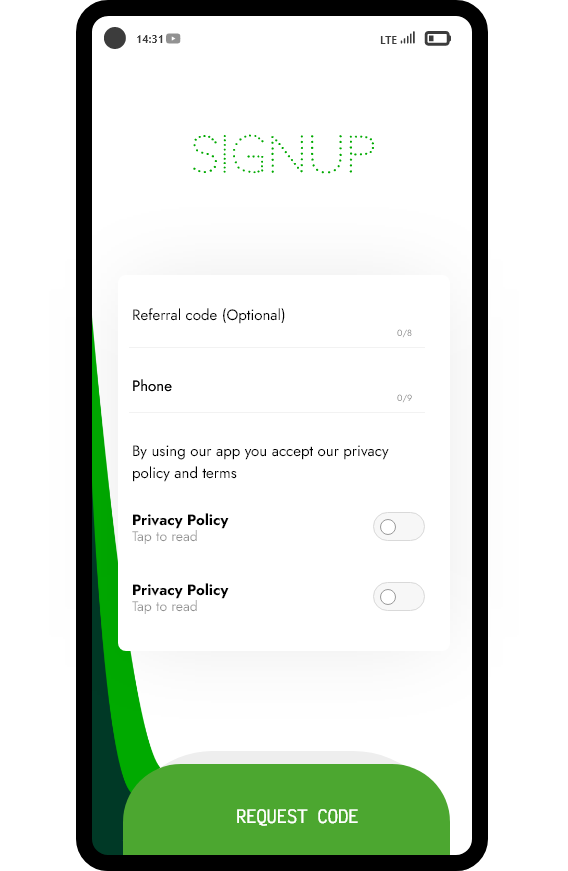 14:31
LTE
SIGNUP
Referral code (Optional)
0/8
Phone
0/9
By using our app you accept our privacy
policy and terms
Privacy Policy
Tap to read
Privacy Policy
Tap to read
REQUEST CODE